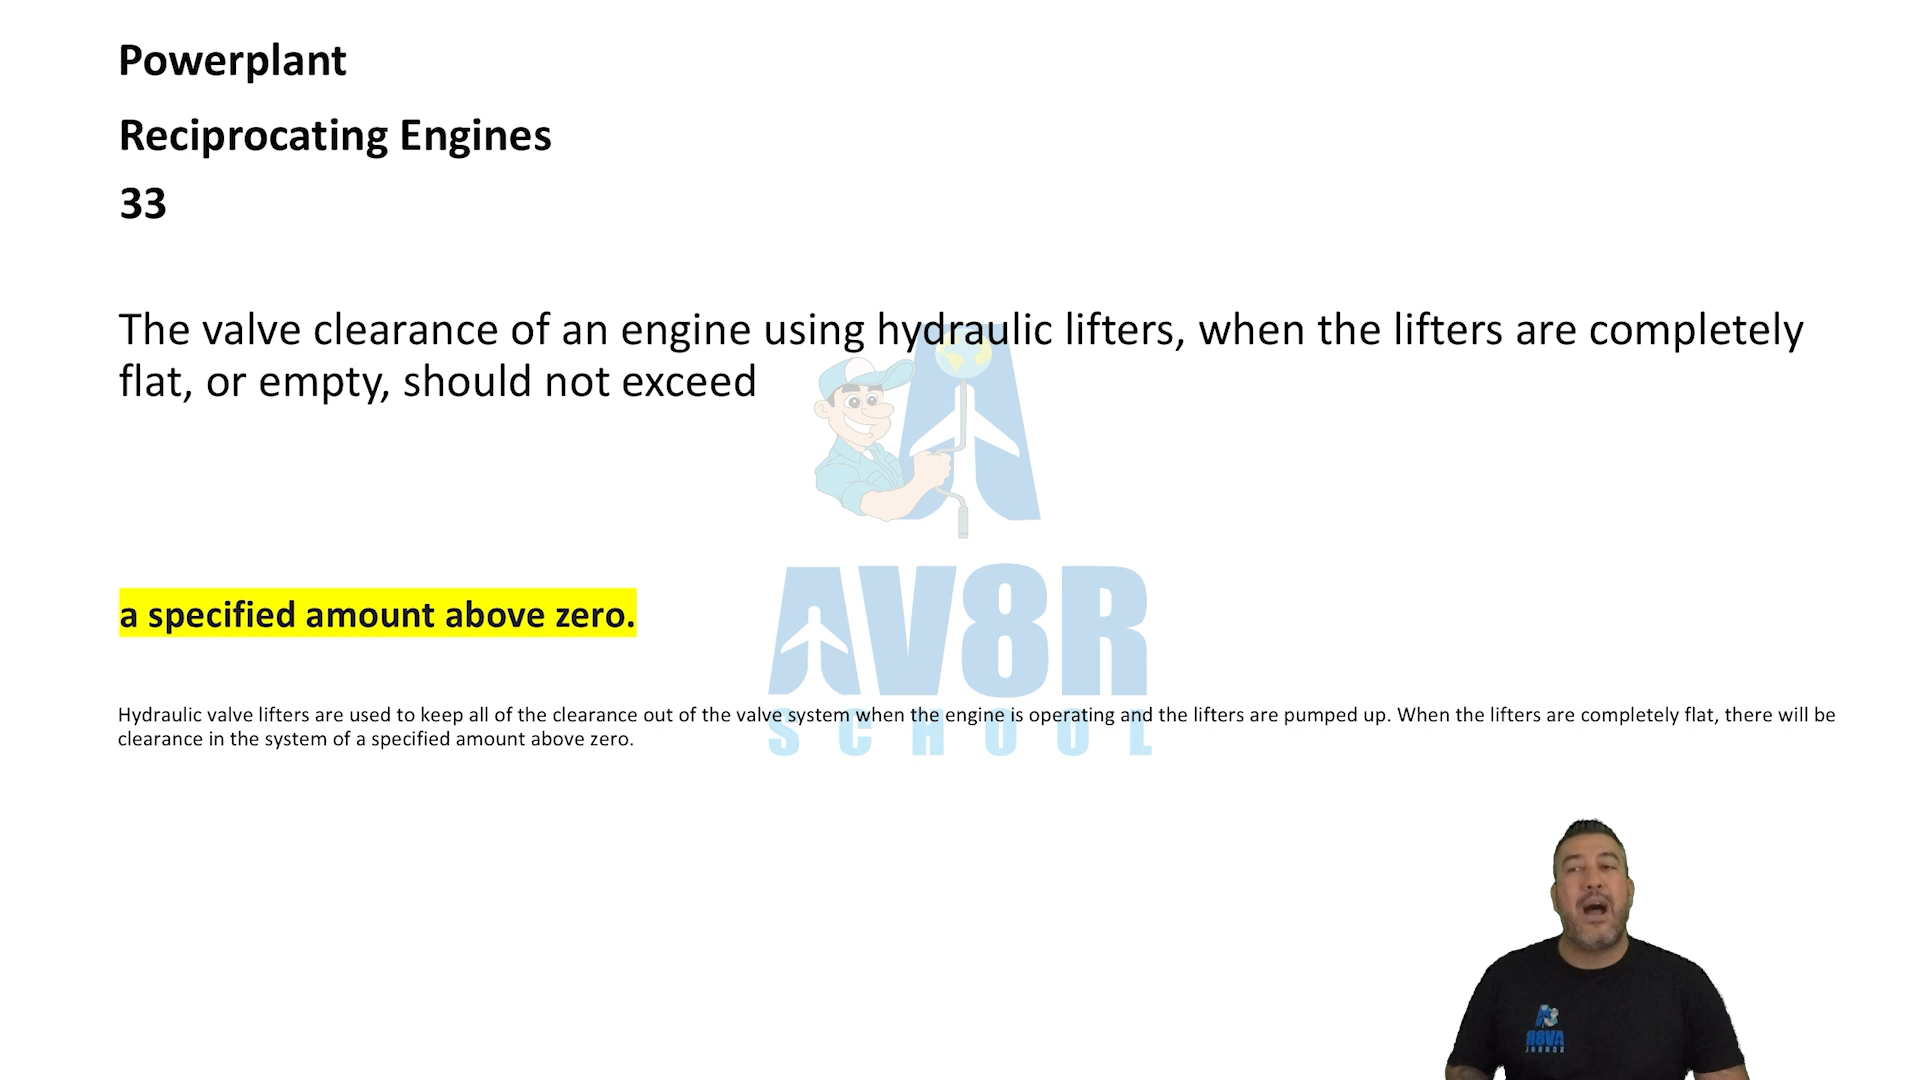 Powerplant
Reciprocating Engines
33
The valve clearance of an engine using hydraulic lifters, when the lifters are completely
flat, or empty, should not exceed
a specified amount above zero.
AV8R
Hydraulic valve lifters are used to keep all of the clearance out of the valve system when the engine is operating and the lifters are pumped up. When the lifters are completely flat, there will be
clearance in the system of a specified amount above zero.
SCHOOL
AV8R
SCHOOL